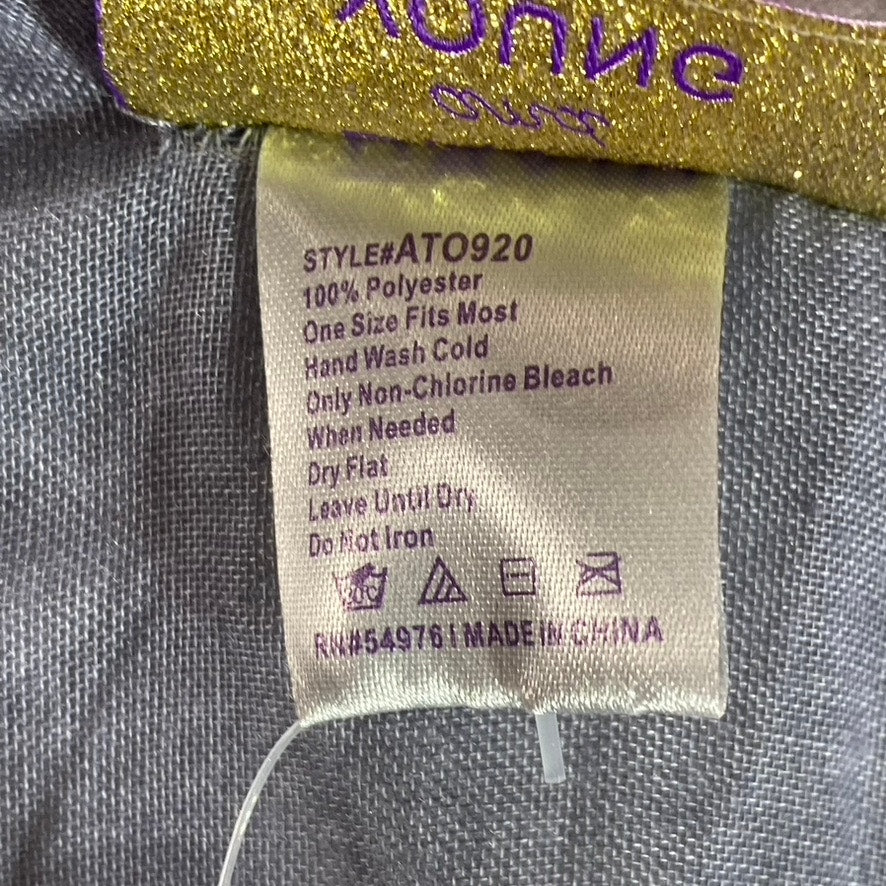 STYLE#ATO920
100% Polyester
One Size Fits Most
Hand Wash Cold
Only Non-Chlorine Bleach
When Needed
Dry Flat
Leave Until Dry
Do Not Iron
RN#54976 | MADE IN CHINA